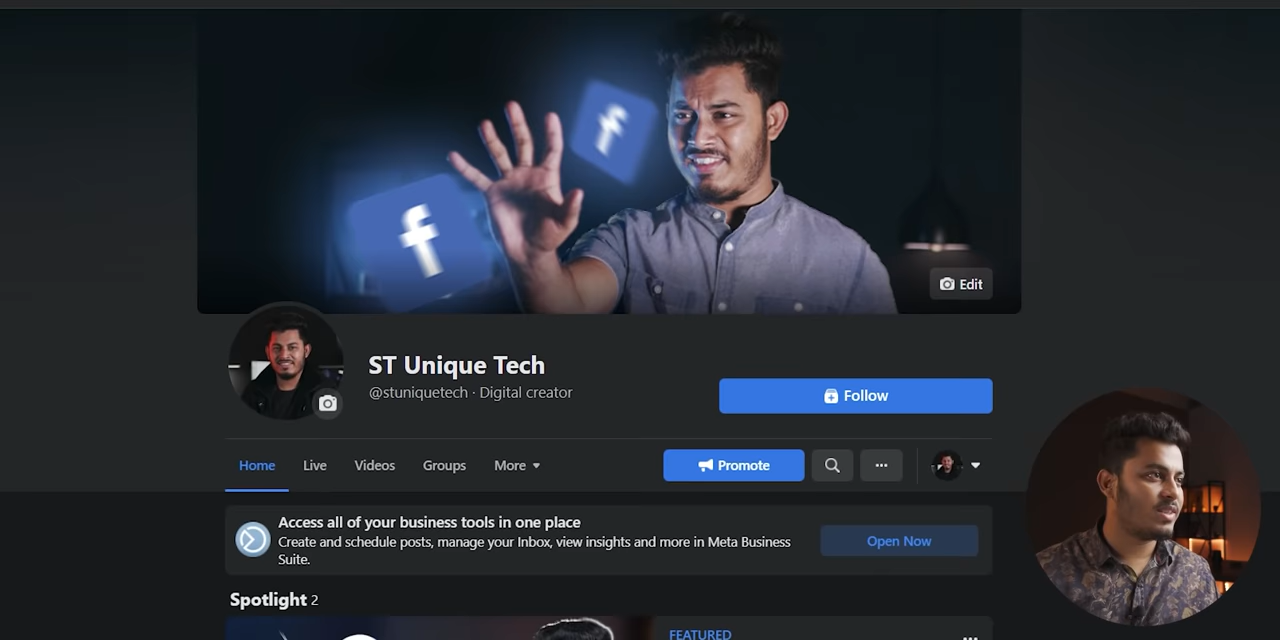 f
f
Edit
ST Unique Tech
@stuniquetech · Digital creator
Follow
Home Live Videos Groups More
Promote
Access all of your business tools in one place
Create and schedule posts, manage your Inbox, view insights and more in Meta Business
Suite.
Open Now
Spotlight 2
FEATURED